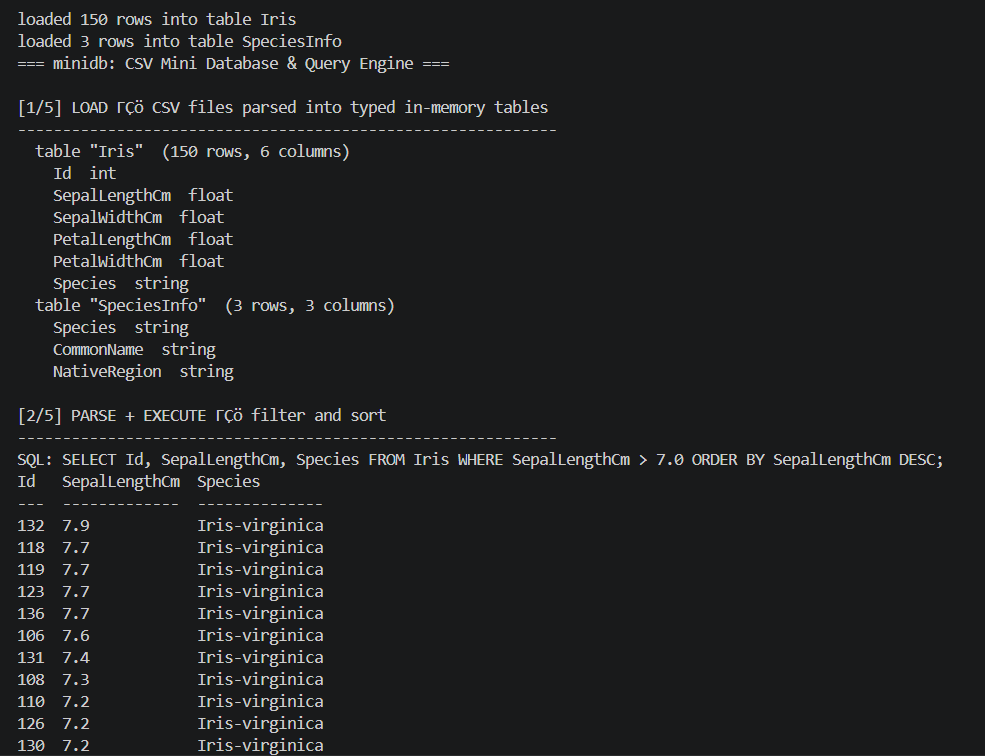 loaded 150 rows into table Iris
loaded 3 rows into table SpeciesInfo
=== minidb: CSV Mini Database & Query Engine ===

[1/5] LOAD ΓÇö CSV files parsed into typed in-memory tables
------------------------------------------------------------
  table "Iris"  (150 rows, 6 columns)
    Id  int
    SepalLengthCm  float
    SepalWidthCm  float
    PetalLengthCm  float
    PetalWidthCm  float
    Species  string
  table "SpeciesInfo"  (3 rows, 3 columns)
    Species  string
    CommonName  string
    NativeRegion  string

[2/5] PARSE + EXECUTE ΓÇö filter and sort
------------------------------------------------------------
SQL: SELECT Id, SepalLengthCm, Species FROM Iris WHERE SepalLengthCm > 7.0 ORDER BY SepalLengthCm DESC;
Id   SepalLengthCm  Species
---  -------------  --------------
132  7.9            Iris-virginica
118  7.7            Iris-virginica
119  7.7            Iris-virginica
123  7.7            Iris-virginica
136  7.7            Iris-virginica
106  7.6            Iris-virginica
131  7.4            Iris-virginica
108  7.3            Iris-virginica
110  7.2            Iris-virginica
126  7.2            Iris-virginica
130  7.2            Iris-virginica